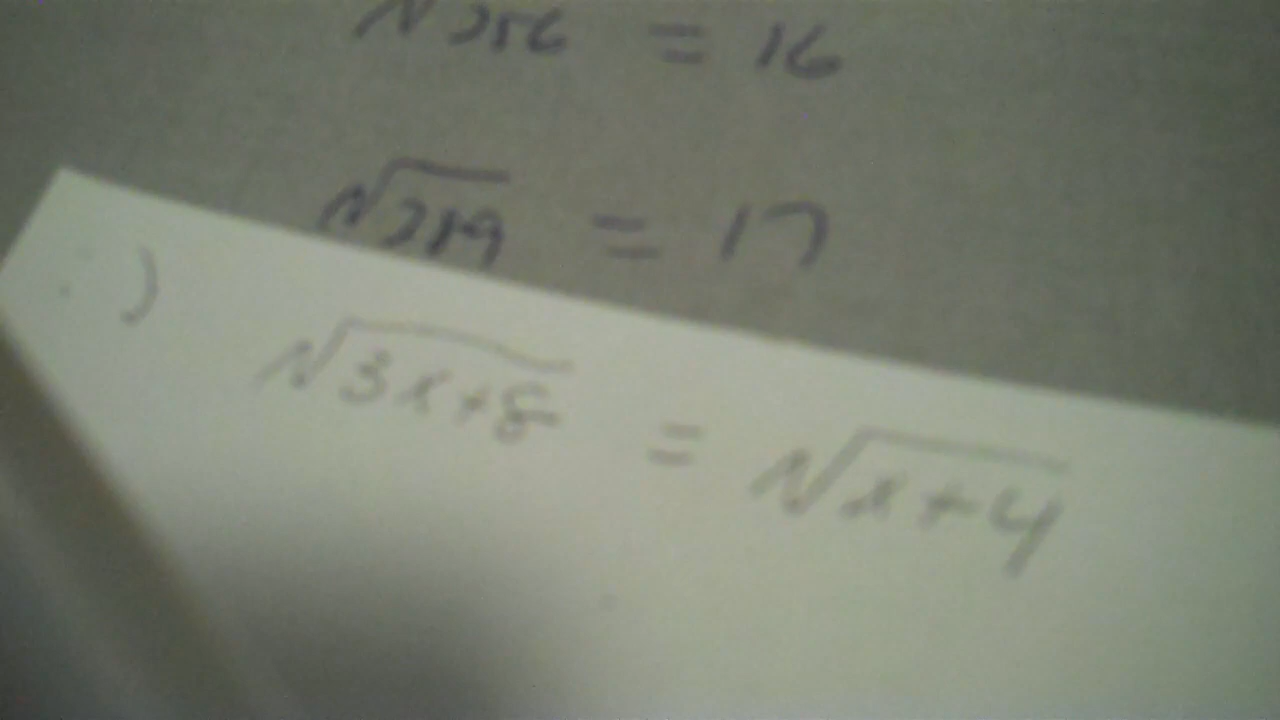 √256 = 16
√289 = 17
) √3x+8 = √x+4